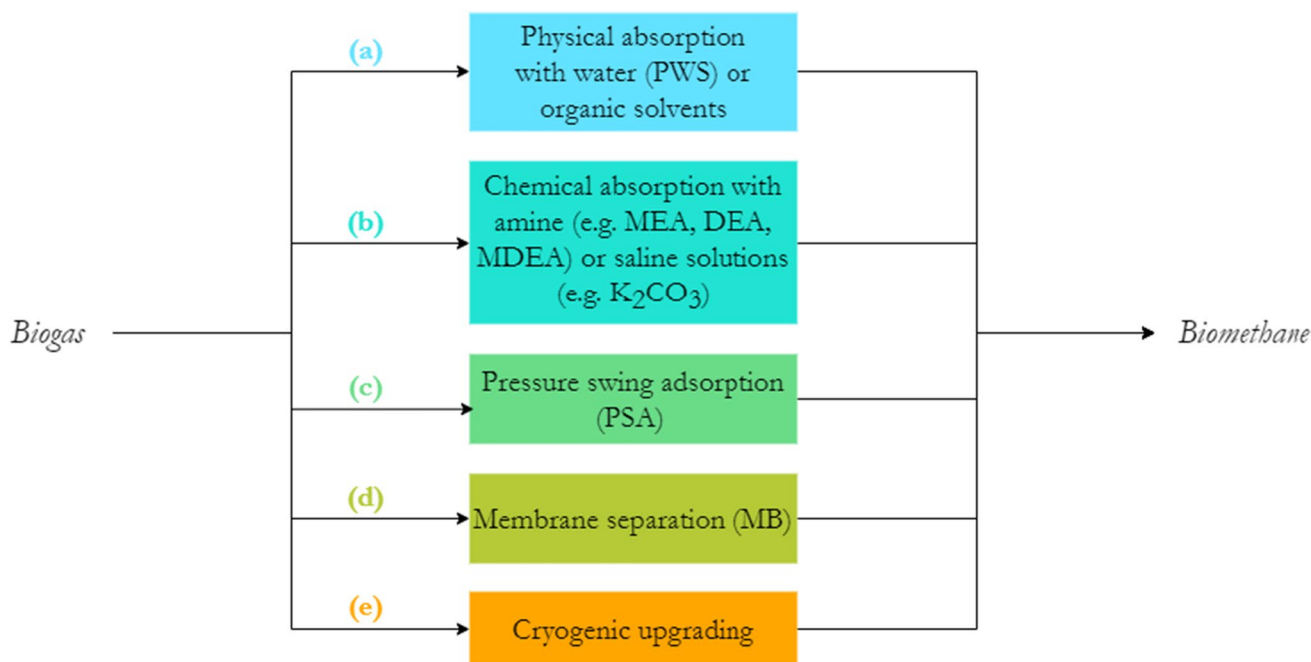 (a)
Physical absorption
with water (PWS) or
organic solvents
(b)
Chemical absorption with
amine (e.g. MEA, DEA,
MDEA) or saline solutions
(e.g. K₂CO₃)
Biogas
Biomethane
(c)
Pressure swing adsorption
(PSA)
(d)
Membrane separation (MB)
(e)
Cryogenic upgrading